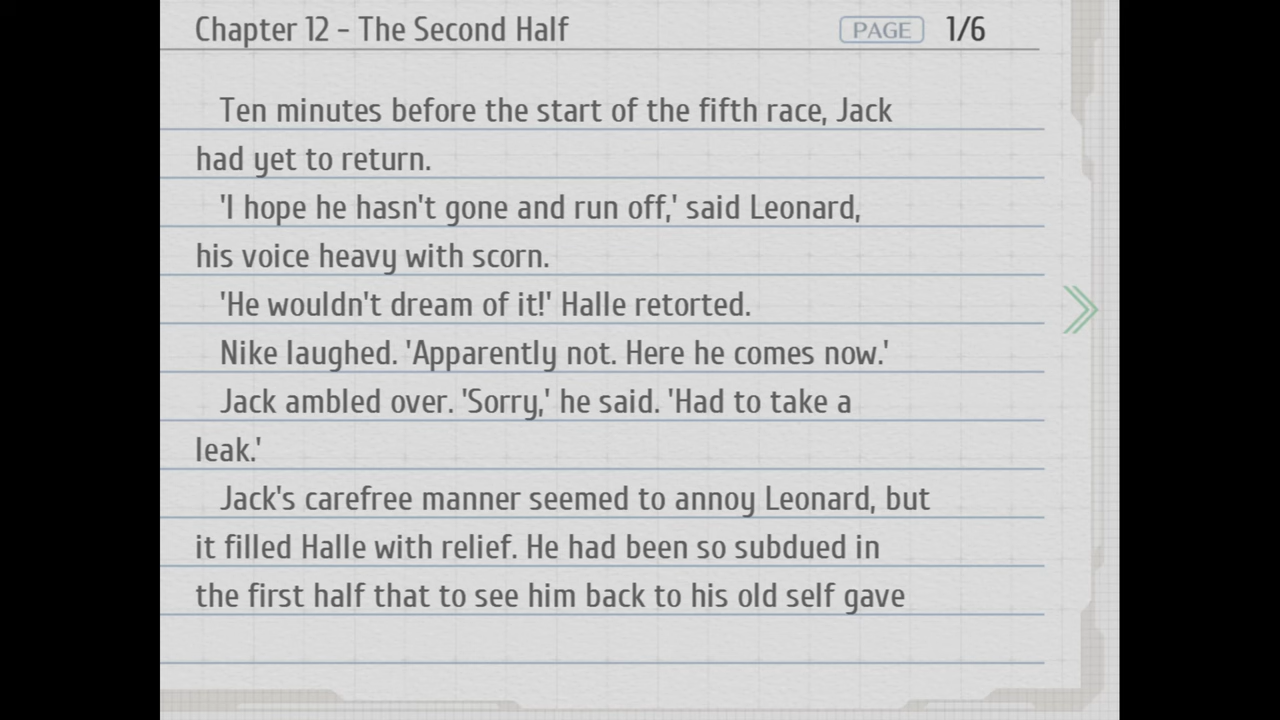 Chapter 12 - The Second Half
PAGE 1/6
Ten minutes before the start of the fifth race, Jack
had yet to return.
'I hope he hasn't gone and run off,' said Leonard,
his voice heavy with scorn.
'He wouldn't dream of it!' Halle retorted.
Nike laughed. 'Apparently not. Here he comes now.'
Jack ambled over. 'Sorry,' he said. 'Had to take a
leak.'
Jack's carefree manner seemed to annoy Leonard, but
it filled Halle with relief. He had been so subdued in
the first half that to see him back to his old self gave